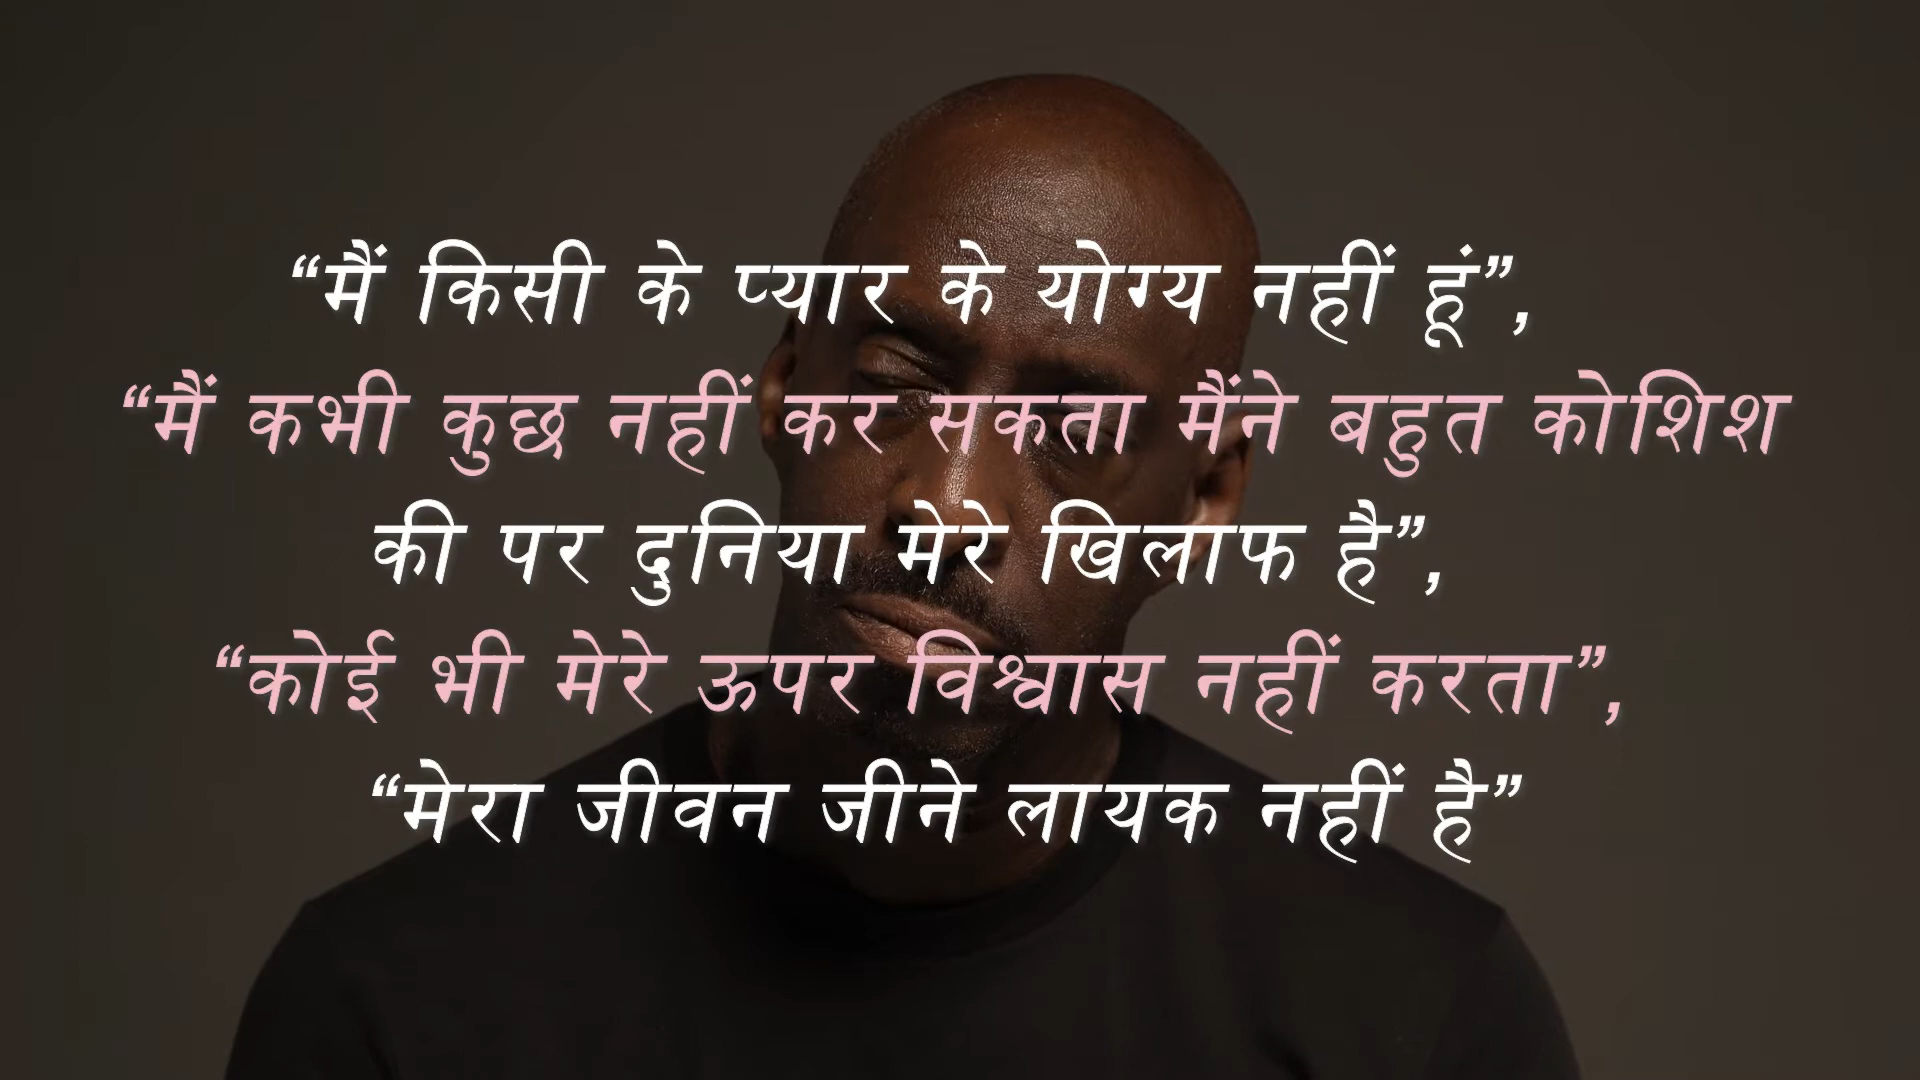 “मैं किसी के प्यार के योग्य नहीं हूं”,
“मैं कभी कुछ नहीं कर सकता मैंने बहुत कोशिश
की पर दुनिया मेरे खिलाफ है”,
“कोई भी मेरे ऊपर विश्वास नहीं करता”,
“मेरा जीवन जीने लायक नहीं है”